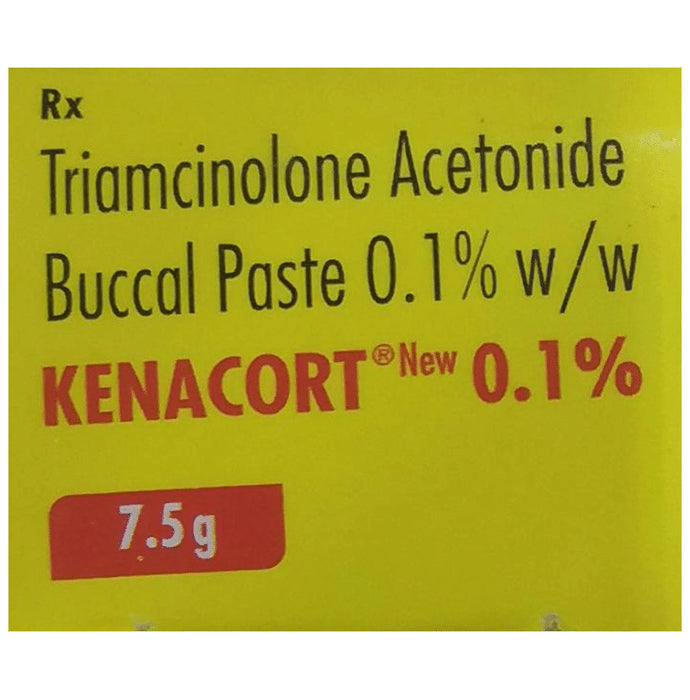 Rx
Triamcinolone Acetonide
Buccal Paste 0.1% w/w
KENACORT® New 0.1%
7.5g